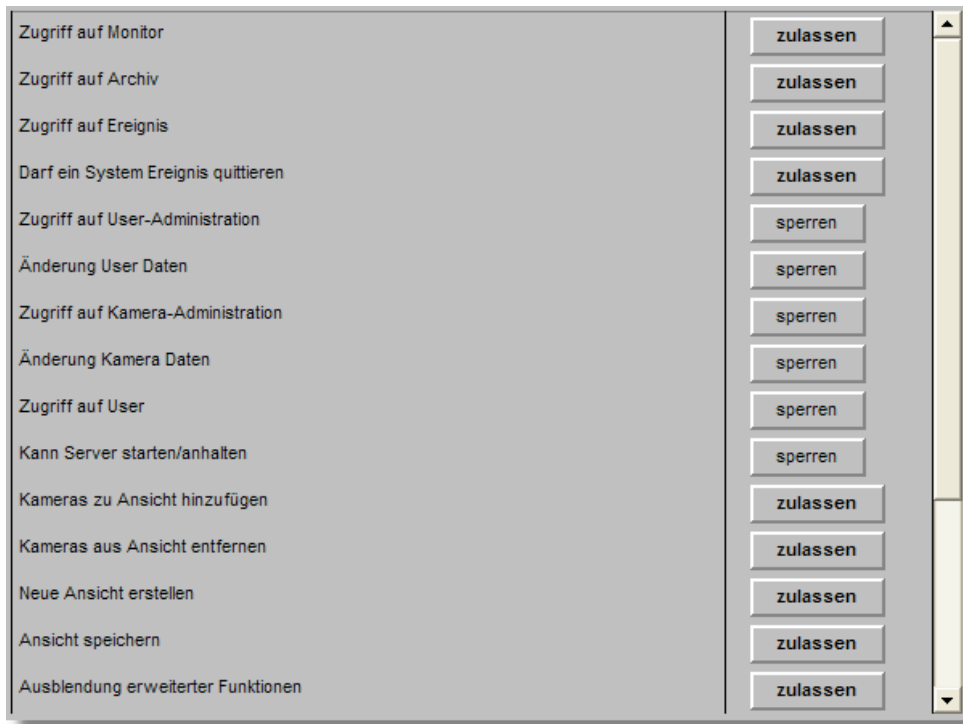 Zugriff auf Monitor zulassen
Zugriff auf Archiv zulassen
Zugriff auf Ereignis zulassen
Darf ein System Ereignis quittieren zulassen
Zugriff auf User-Administration sperren
Änderung User Daten sperren
Zugriff auf Kamera-Administration sperren
Änderung Kamera Daten sperren
Zugriff auf User sperren
Kann Server starten/anhalten sperren
Kameras zu Ansicht hinzufügen zulassen
Kameras aus Ansicht entfernen zulassen
Neue Ansicht erstellen zulassen
Ansicht speichern zulassen
Ausblendung erweiterter Funktionen zulassen